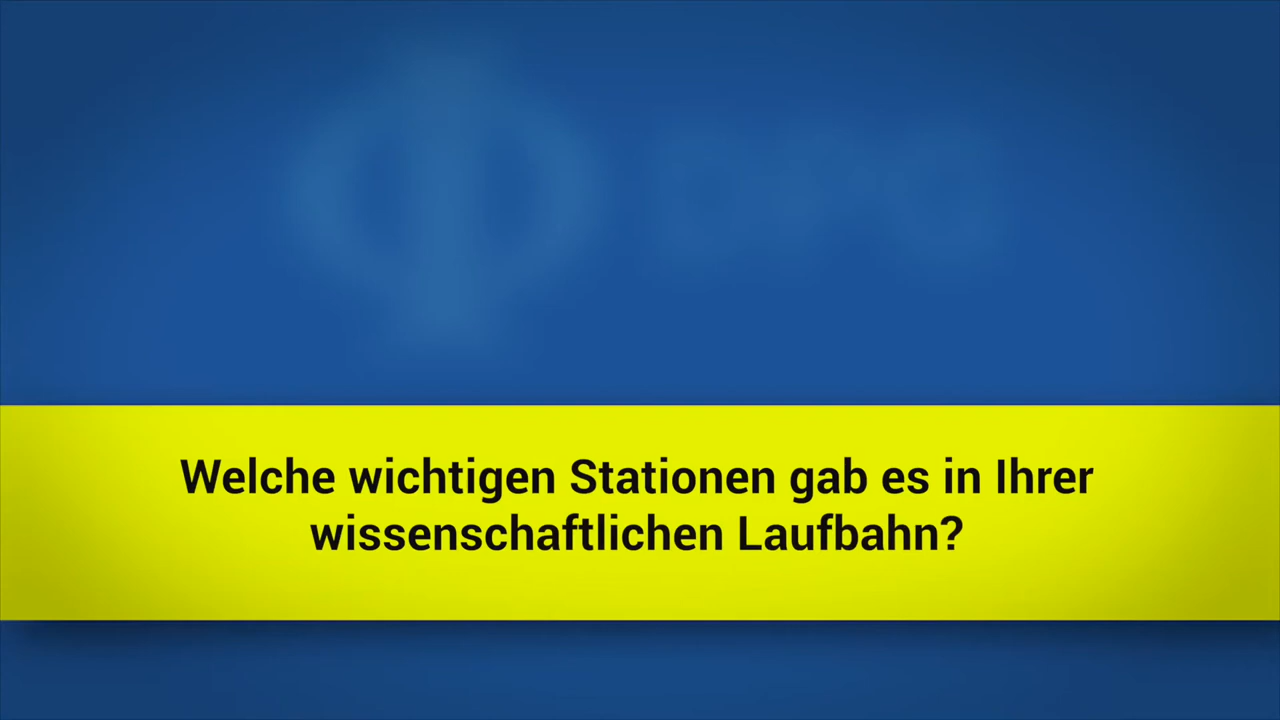 Welche wichtigen Stationen gab es in Ihrer
wissenschaftlichen Laufbahn?